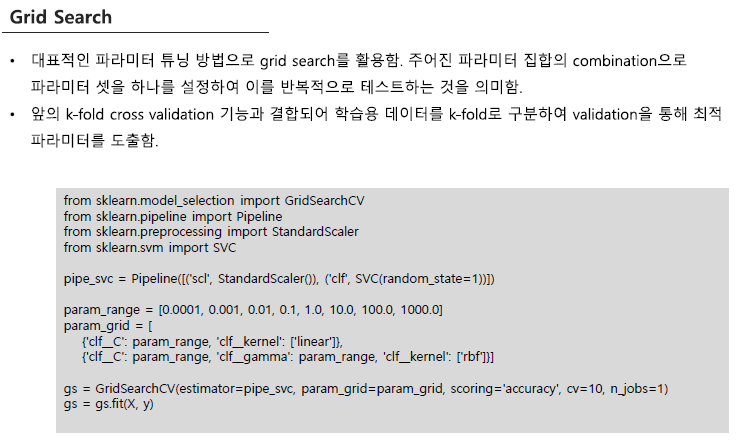 Grid Search
• 대표적인 파라미터 튜닝 방법으로 grid search를 활용함. 주어진 파라미터 집합의 combination으로
파라미터 셋을 하나를 설정하여 이를 반복적으로 테스트하는 것을 의미함.
• 앞의 k-fold cross validation 기능과 결합되어 학습용 데이터를 k-fold로 구분하여 validation을 통해 최적
파라미터를 도출함.
from sklearn.model_selection import GridSearchCV
from sklearn.pipeline import Pipeline
from sklearn.preprocessing import StandardScaler
from sklearn.svm import SVC
pipe_svc = Pipeline([('scl', StandardScaler()), ('clf', SVC(random_state=1))])
param_range = [0.0001, 0.001, 0.01, 0.1, 1.0, 10.0, 100.0, 1000.0]
param_grid = [
{'clf__C': param_range, 'clf__kernel': ['linear']},
{'clf__C': param_range, 'clf__gamma': param_range, 'clf__kernel': ['rbf']}]
gs = GridSearchCV(estimator=pipe_svc, param_grid=param_grid, scoring='accuracy', cv=10, n_jobs=1)
gs = gs.fit(X, y)